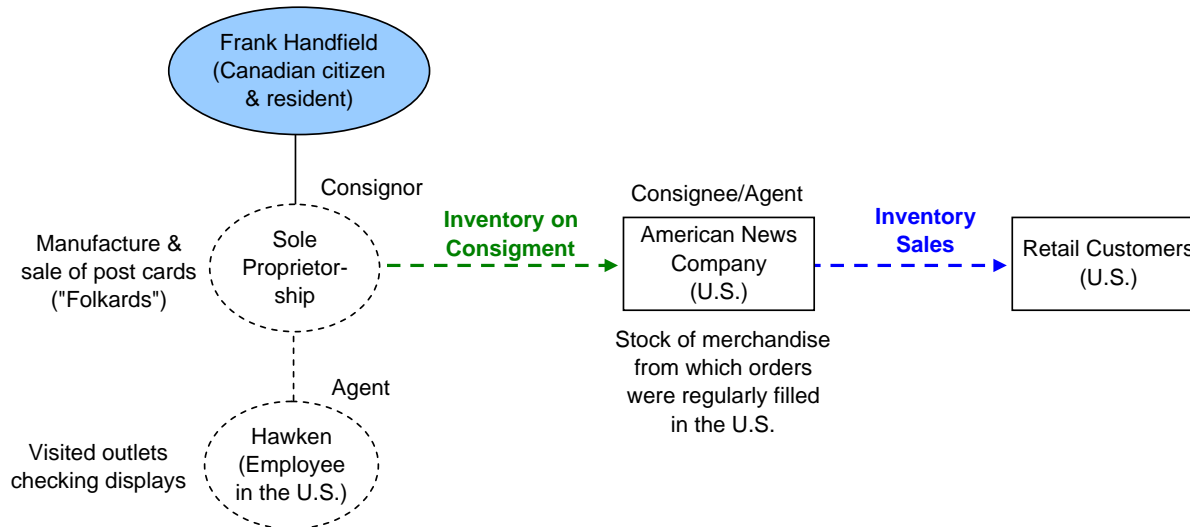 Frank Handfield
(Canadian citizen
& resident)
Consignor
Manufacture &
sale of post cards
("Folkards")
Sole
Proprietor-
ship
Inventory on
Consigment
Consignee/Agent
American News
Company
(U.S.)
Stock of merchandise
from which orders
were regularly filled
in the U.S.
Inventory
Sales
Retail Customers
(U.S.)
Agent
Visited outlets
checking displays
Hawken
(Employee
in the U.S.)